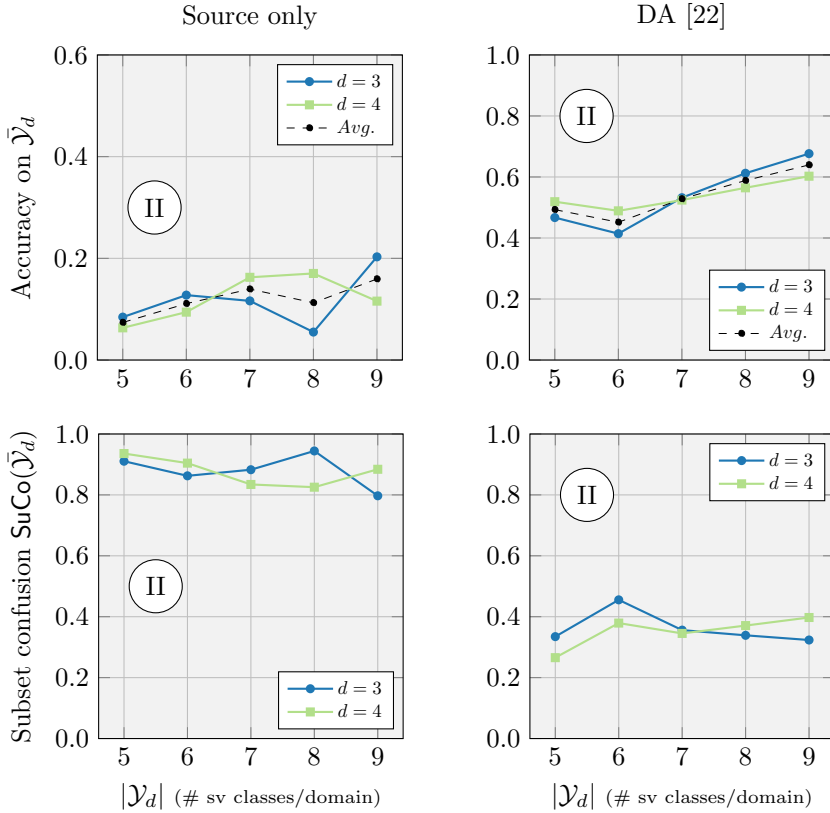 Source only
DA [22]
Accuracy on Ȳ_d
0.6
0.4
0.2
0.0
5 6 7 8 9
II
d = 3
d = 4
Avg.
1.0
0.8
0.6
0.4
0.2
0.0
5 6 7 8 9
II
d = 3
d = 4
Avg.
Subset confusion SuCo(Ȳ_d)
1.0
0.8
0.6
0.4
0.2
0.0
5 6 7 8 9
II
d = 3
d = 4
|𝒴_d| (# sv classes/domain)
1.0
0.8
0.6
0.4
0.2
0.0
5 6 7 8 9
II
d = 3
d = 4
|𝒴_d| (# sv classes/domain)